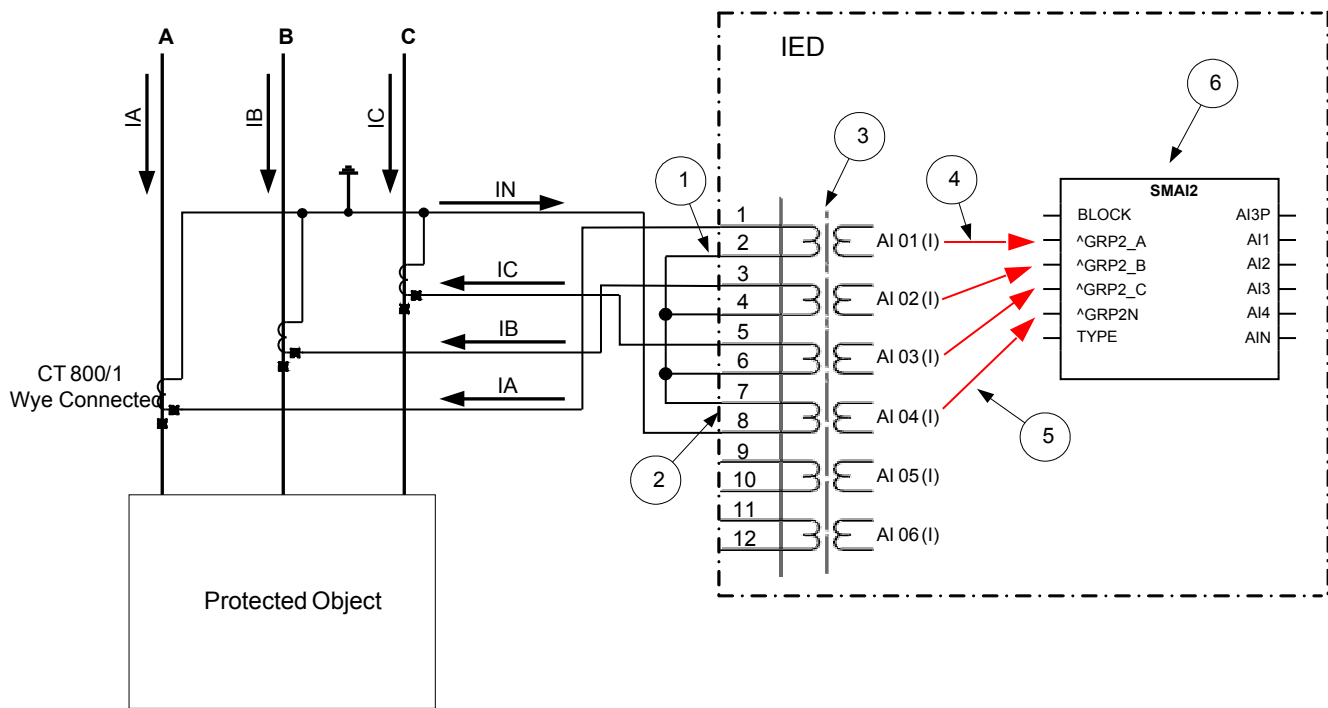 A
B
C
IED
IA
IB
IC
IN
IC
IB
IA
CT 800/1
Wye Connected
Protected Object
1
2
3
4
5
6
1
2
3
4
5
6
7
8
9
10
11
12
AI 01 (I)
AI 02 (I)
AI 03 (I)
AI 04 (I)
AI 05 (I)
AI 06 (I)
SMAI2
BLOCK
^GRP2_A
^GRP2_B
^GRP2_C
^GRP2N
TYPE
AI3P
AI1
AI2
AI3
AI4
AIN